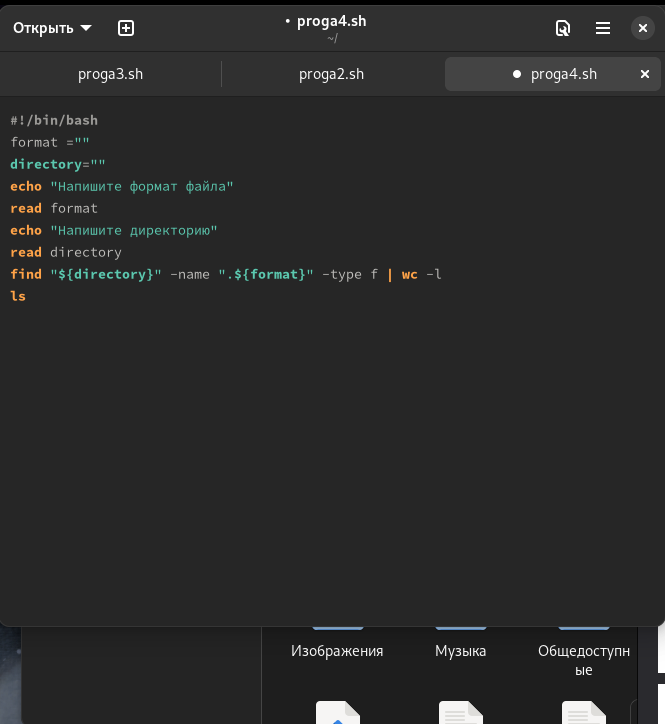 Открыть
• proga4.sh
~/
proga3.sh
proga2.sh
● proga4.sh
#!/bin/bash
format =""
directory=""
echo "Напишите формат файла"
read format
echo "Напишите директорию"
read directory
find "${directory}" -name ".${format}" -type f | wc -l
ls
Изображения
Музыка
Общедоступн
ые